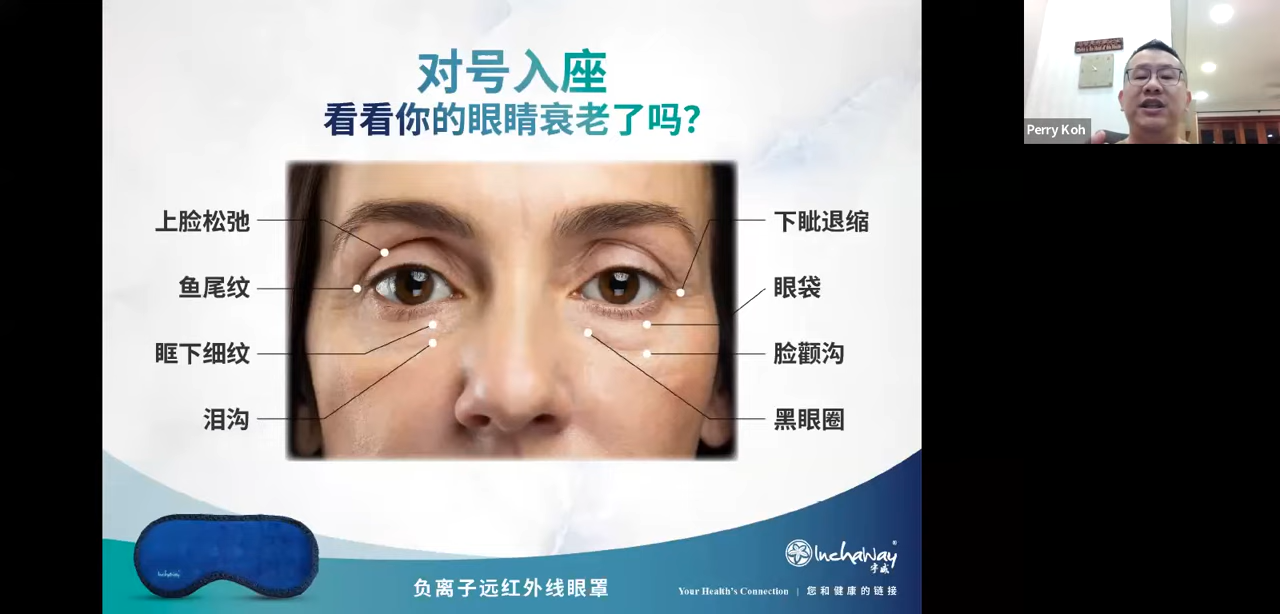 对号入座
看看你的眼睛衰老了吗?
上脸松弛
鱼尾纹
眶下细纹
泪沟
下眦退缩
眼袋
脸颧沟
黑眼圈
Inchaway
负离子远红外线眼罩
Inchaway®
宇威
Your Health's Connection | 您和健康的链接
Perry Koh